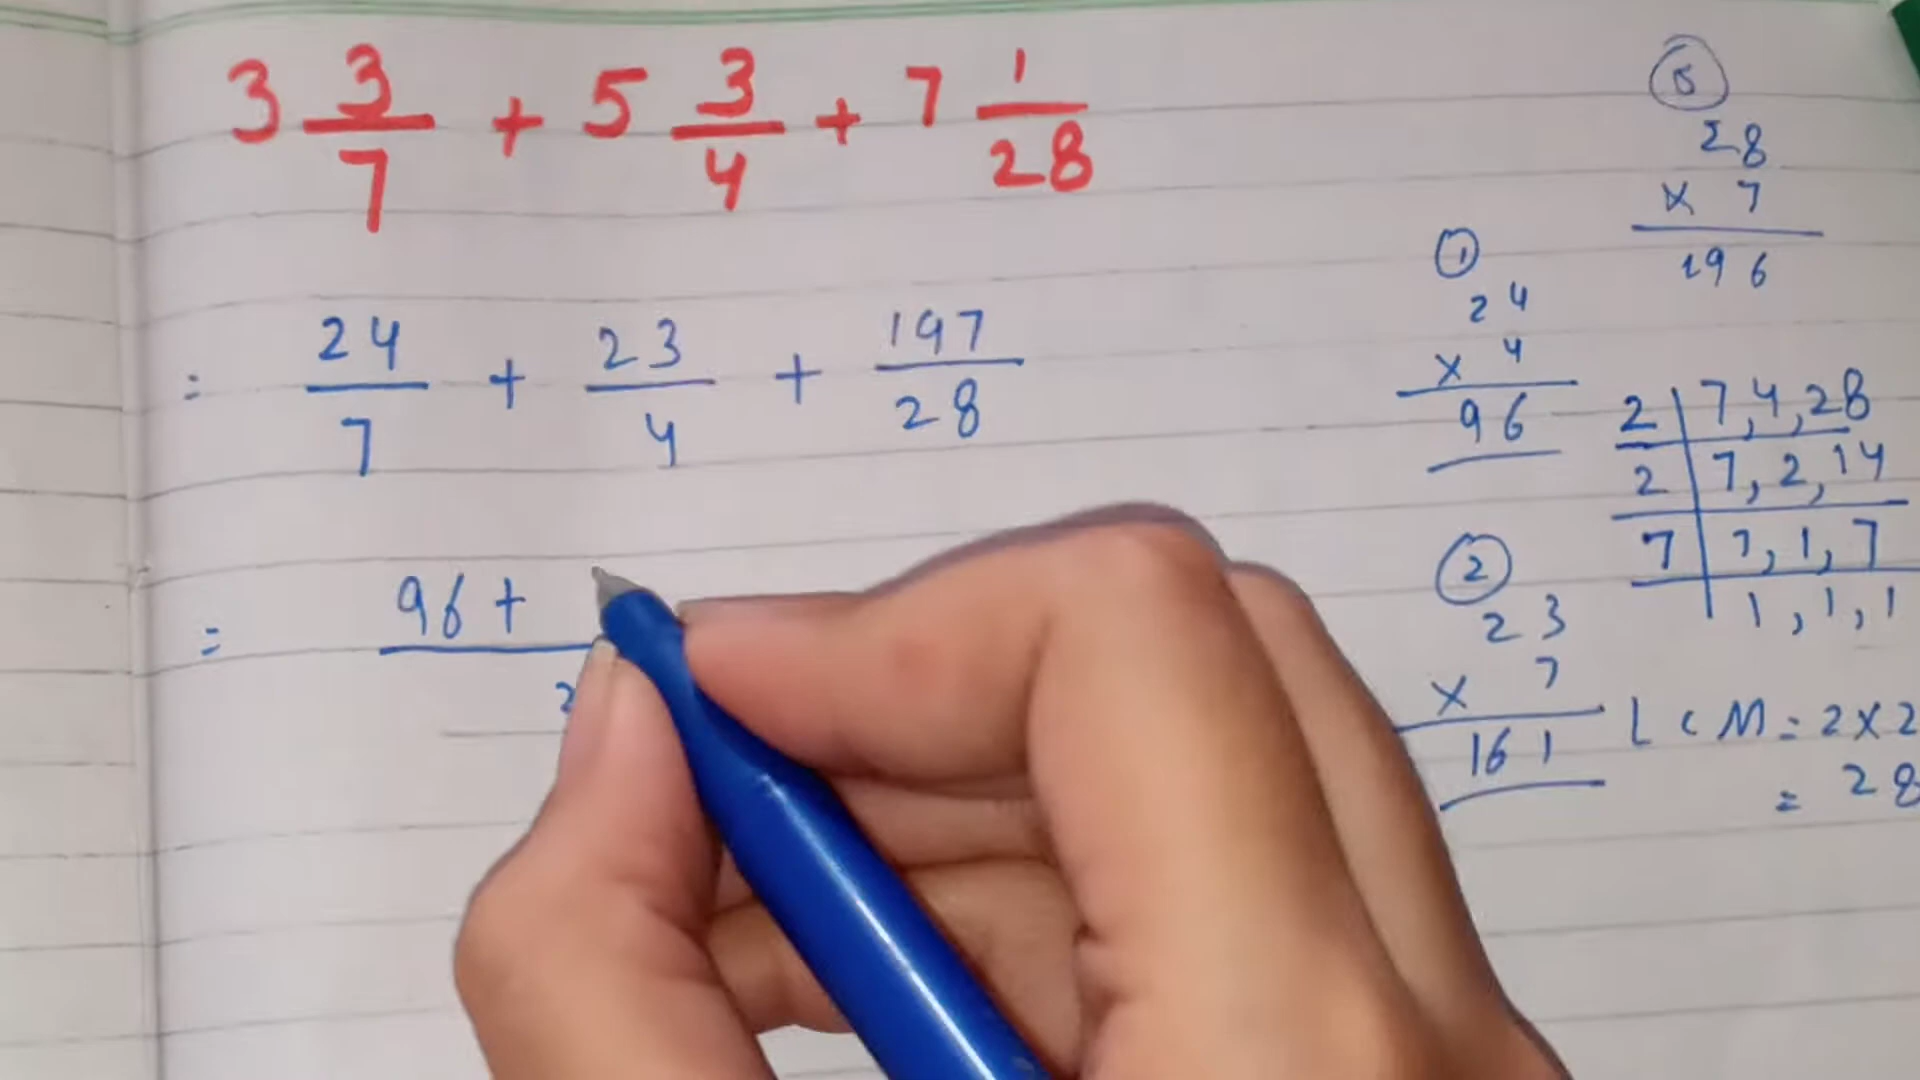 3 3/7 + 5 3/4 + 7 1/28
= 24/7 + 23/4 + 197/28
= 96 +
2
5
28
× 7
196
1
24
× 4
96
2
23
× 7
161
2 | 7, 4, 28
2 | 7, 2, 14
7 | 7, 1, 7
1, 1, 1
LCM = 2 × 2
= 28